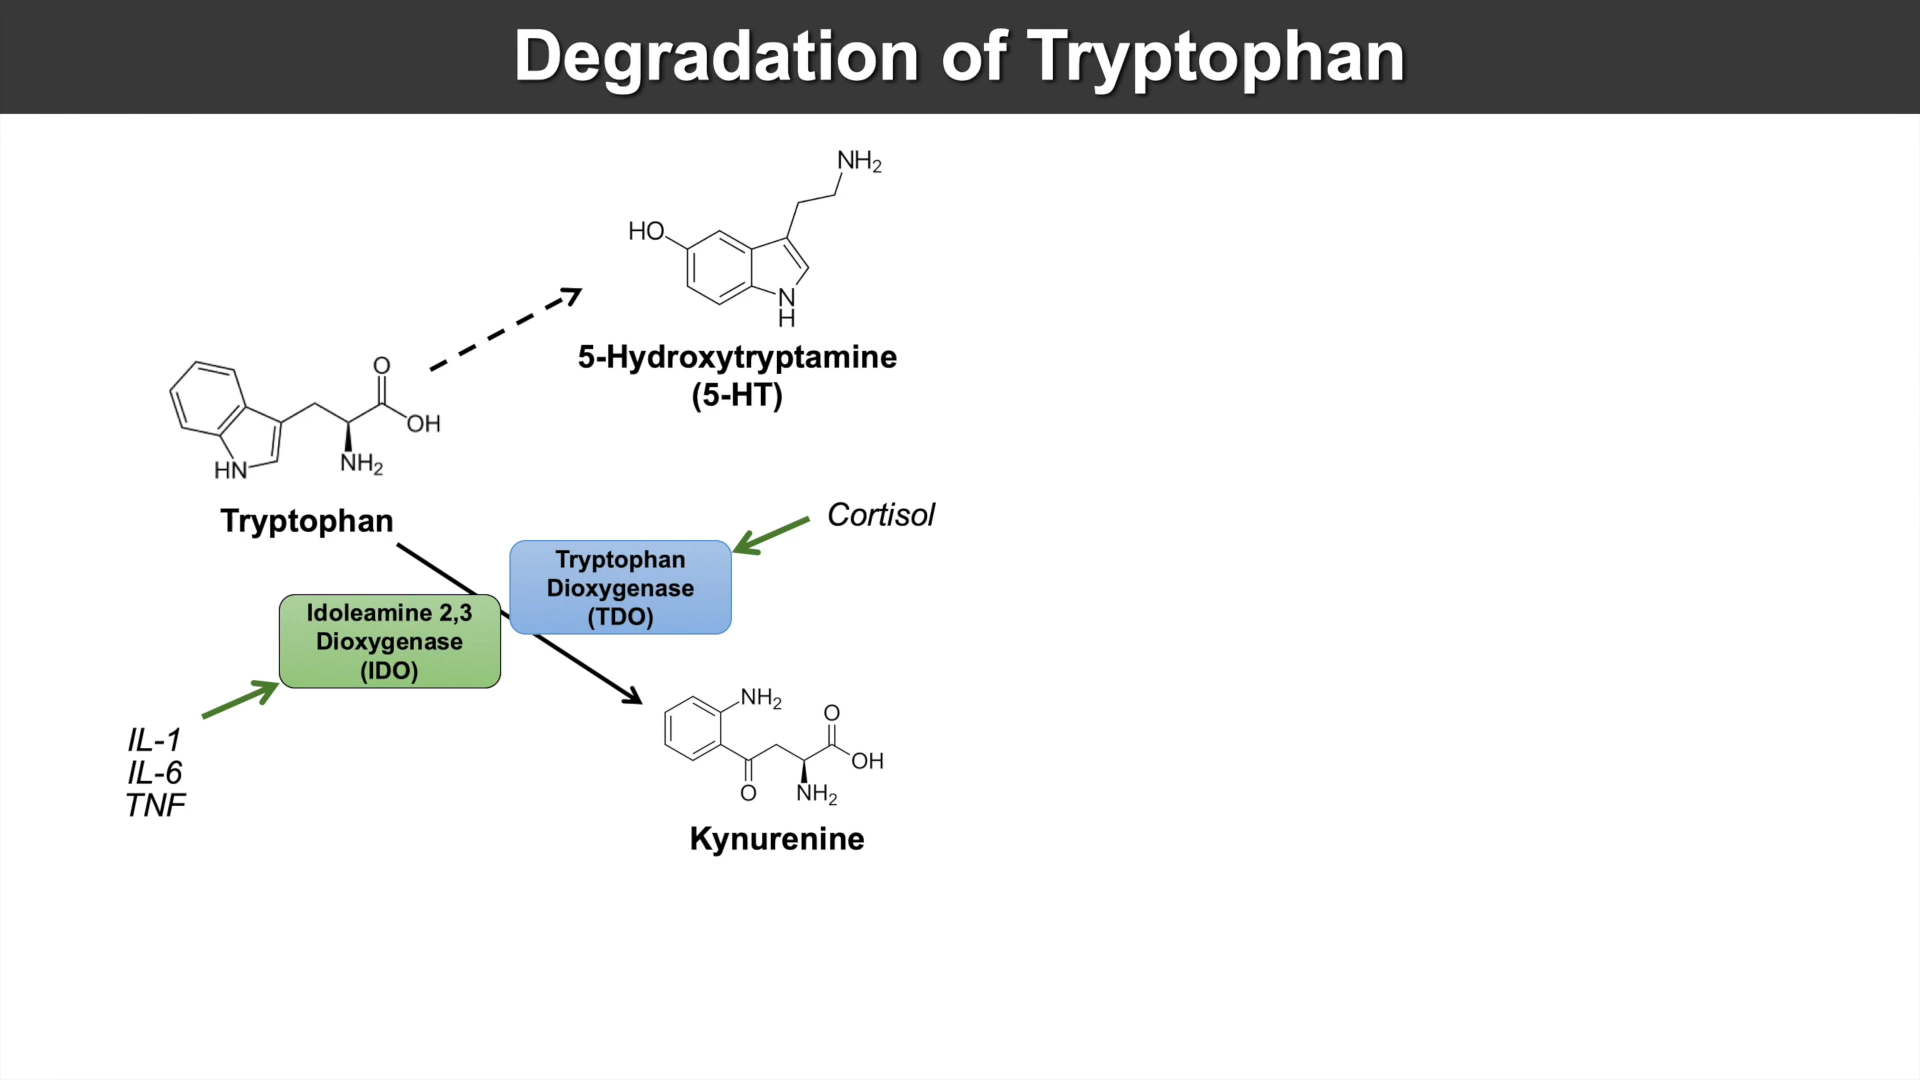 Degradation of Tryptophan
NH2
HO
N
H
5-Hydroxytryptamine
(5-HT)
O
OH
HN
NH2
Tryptophan
Cortisol
Tryptophan
Dioxygenase
(TDO)
Idoleamine 2,3
Dioxygenase
(IDO)
IL-1
IL-6
TNF
NH2
O
OH
O
NH2
Kynurenine